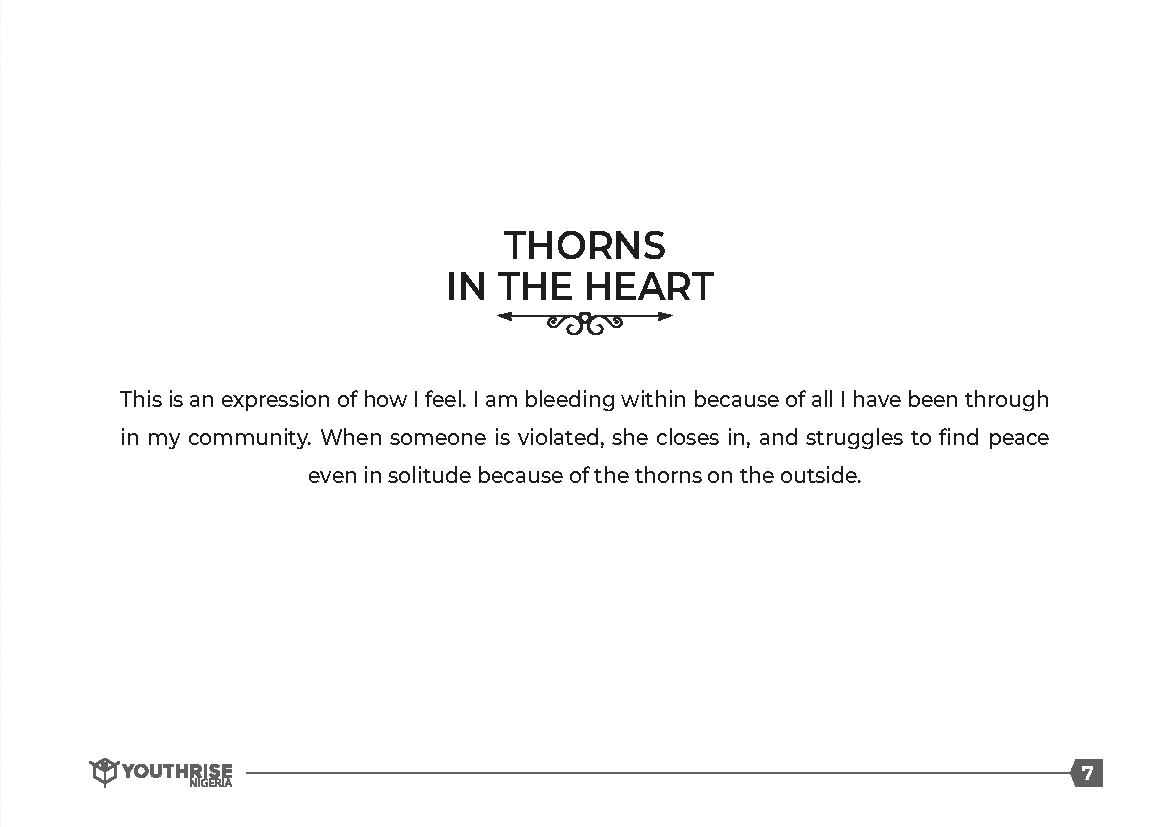 THORNS
IN THE HEART
This is an expression of how I feel. I am bleeding within because of all I have been through
in my community. When someone is violated, she closes in, and struggles to find peace
even in solitude because of the thorns on the outside.
YOUTHRISE
NIGERIA
7